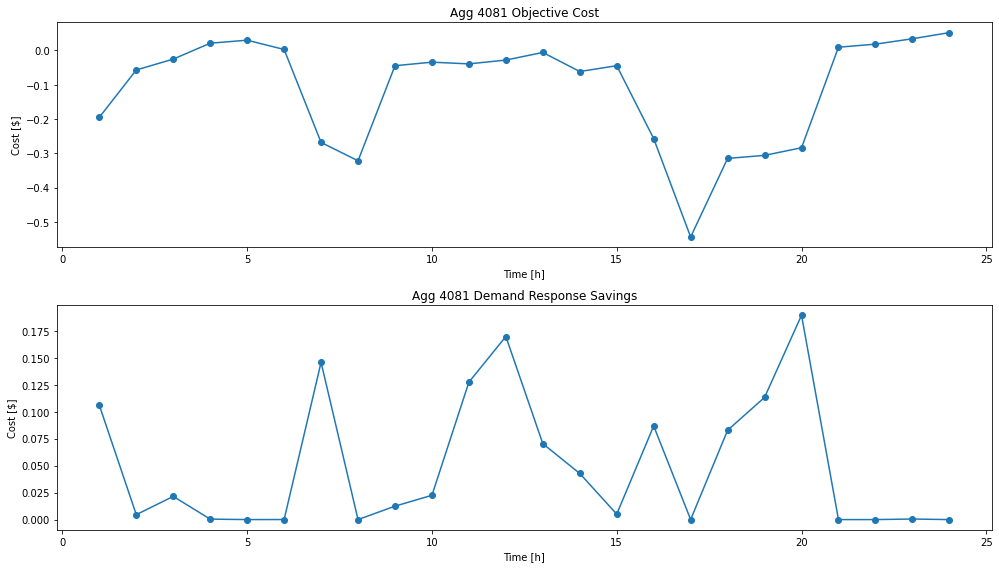 Agg 4081 Objective Cost
Cost [$]
0.0
−0.1
−0.2
−0.3
−0.4
−0.5
0 5 10 15 20 25
Time [h]
Agg 4081 Demand Response Savings
Cost [$]
0.175
0.150
0.125
0.100
0.075
0.050
0.025
0.000
0 5 10 15 20 25
Time [h]